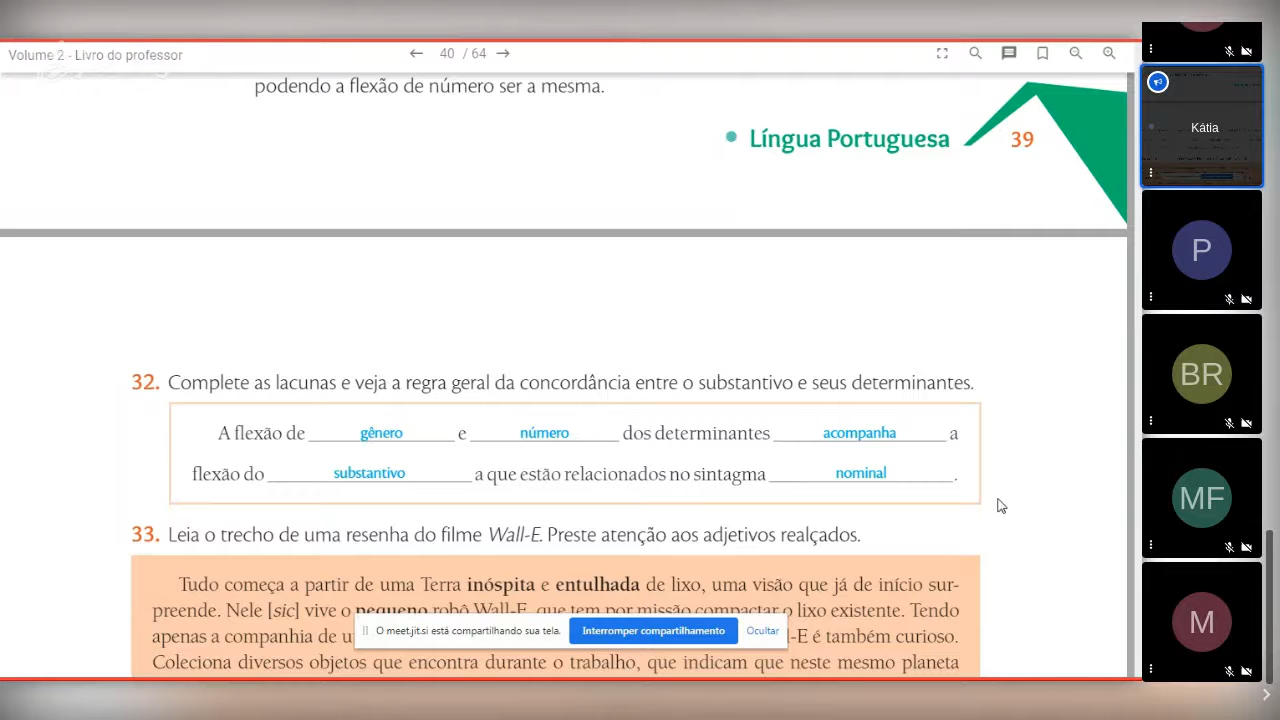 Volume 2 - Livro do professor
40 / 64
podendo a flexão de número ser a mesma.
Língua Portuguesa 39
32. Complete as lacunas e veja a regra geral da concordância entre o substantivo e seus determinantes.
A flexão de gênero e número dos determinantes acompanha a
flexão do substantivo a que estão relacionados no sintagma nominal.
33. Leia o trecho de uma resenha do filme Wall-E. Preste atenção aos adjetivos realçados.
Tudo começa a partir de uma Terra inóspita e entulhada de lixo, uma visão que já de início sur-
preende. Nele [sic] vive o pequeno robô Wall-E, que tem por missão compactar o lixo existente. Tendo
apenas a companhia de -E é também curioso.
Coleciona diversos objetos que encontra durante o trabalho, que indicam que neste mesmo planeta
O meet.jit.si está compartilhando sua tela. Interromper compartilhamento Ocultar
Kátia
P
BR
MF
M